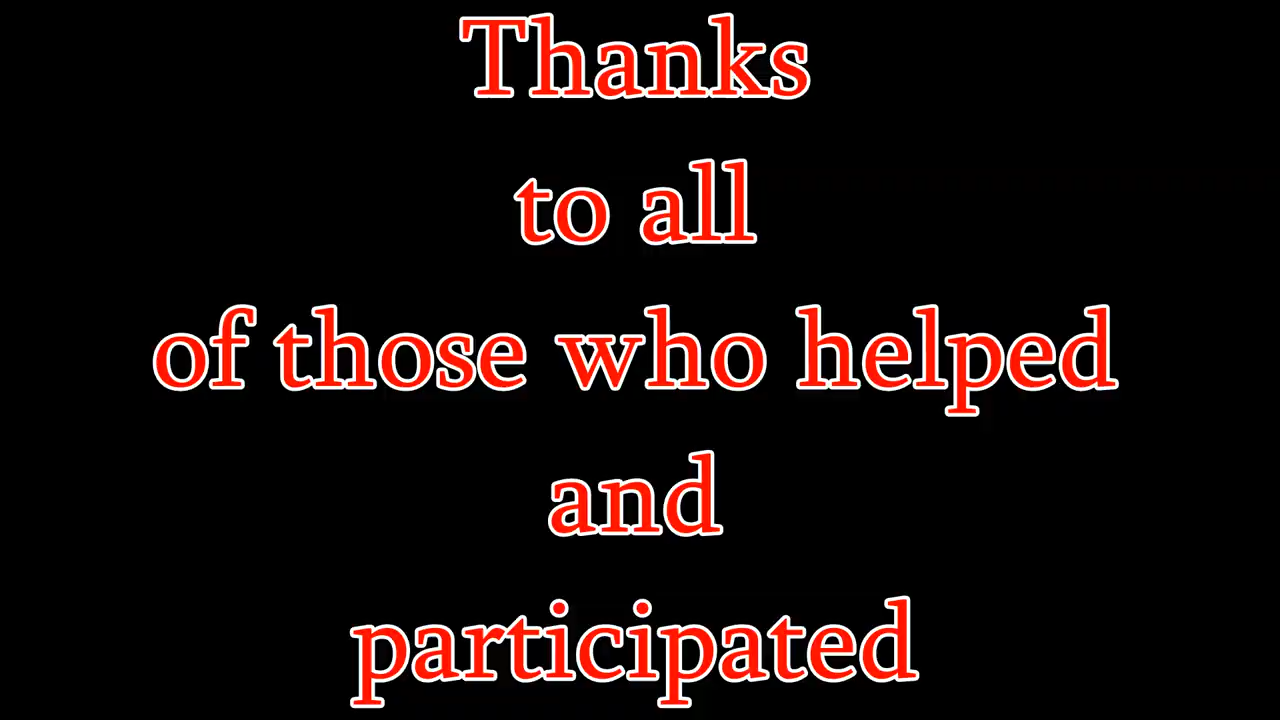 Thanks
to all
of those who helped
and
participated